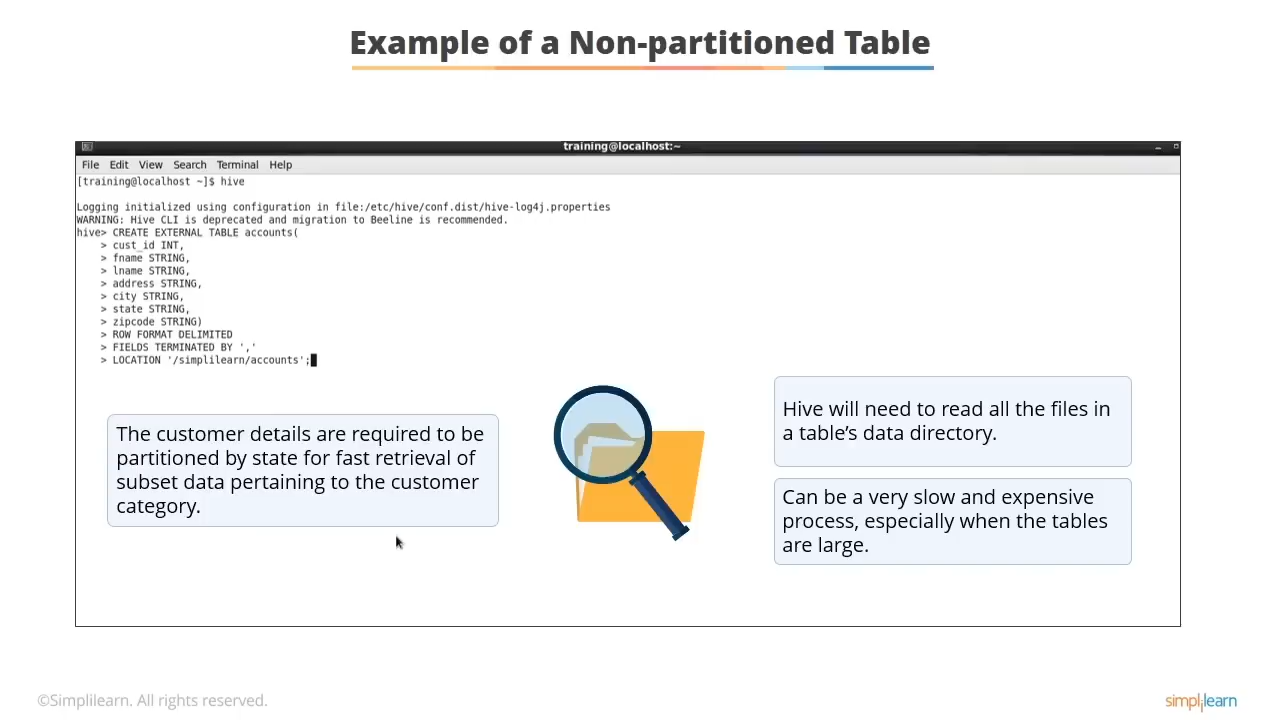 Example of a Non-partitioned Table
training@localhost:~
File Edit View Search Terminal Help
[training@localhost ~]$ hive
Logging initialized using configuration in file:/etc/hive/conf.dist/hive-log4j.properties
WARNING: Hive CLI is deprecated and migration to Beeline is recommended.
hive> CREATE EXTERNAL TABLE accounts(
> cust_id INT,
> fname STRING,
> lname STRING,
> address STRING,
> city STRING,
> state STRING,
> zipcode STRING)
> ROW FORMAT DELIMITED
> FIELDS TERMINATED BY ','
> LOCATION '/simplilearn/accounts';
The customer details are required to be
partitioned by state for fast retrieval of
subset data pertaining to the customer
category.
Hive will need to read all the files in
a table’s data directory.
Can be a very slow and expensive
process, especially when the tables
are large.
©Simplilearn. All rights reserved.
simplilearn